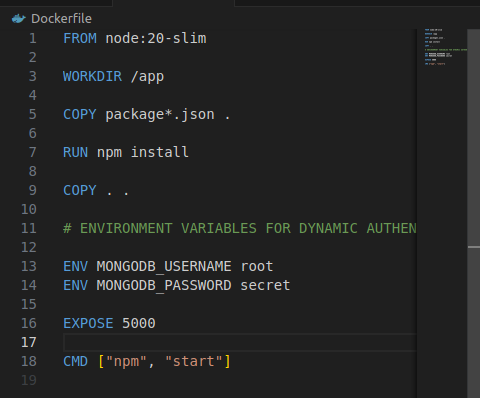 Dockerfile
1 FROM node:20-slim
2
3 WORKDIR /app
4
5 COPY package*.json .
6
7 RUN npm install
8
9 COPY . .
10
11 # ENVIRONMENT VARIABLES FOR DYNAMIC AUTHEN
12
13 ENV MONGODB_USERNAME root
14 ENV MONGODB_PASSWORD secret
15
16 EXPOSE 5000
17
18 CMD ["npm", "start"]
19